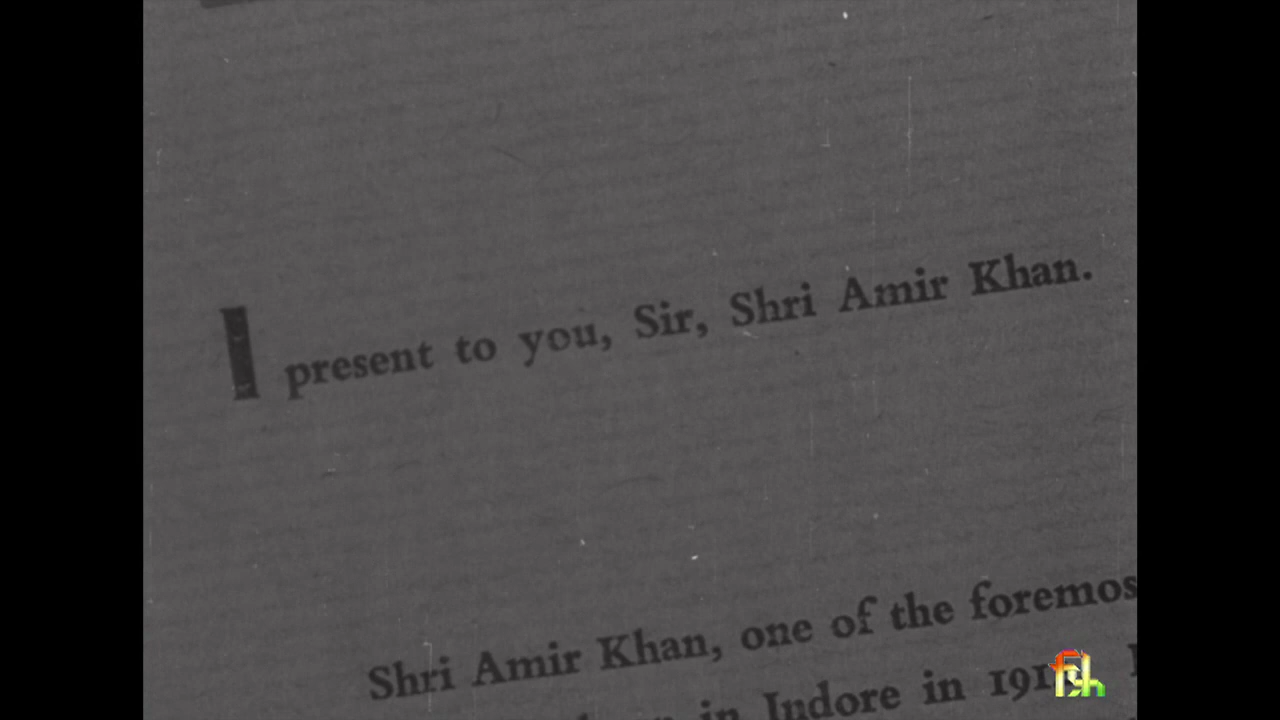 I present to you, Sir, Shri Amir Khan.
Shri Amir Khan, one of the foremos
in Indore in